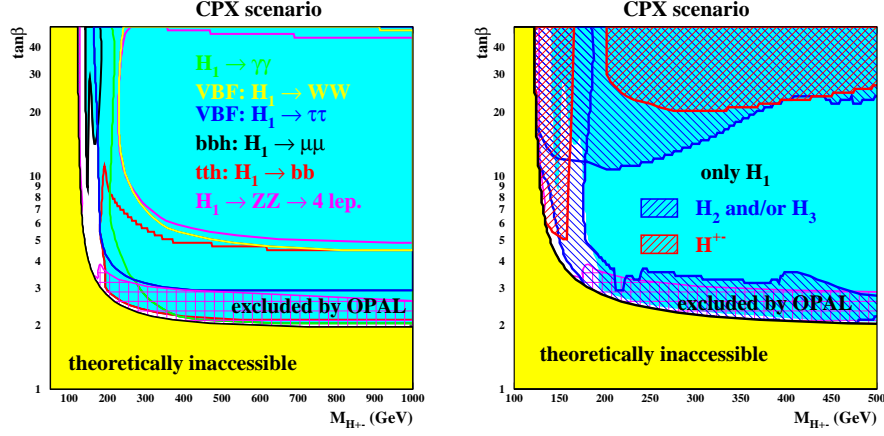 CPX scenario
tanβ
40
30
20
10
9
8
7
6
5
4
3
2
1
H1 → γγ
VBF: H1 → WW
VBF: H1 → ττ
bbh: H1 → μμ
tth: H1 → bb
H1 → ZZ → 4 lep.
excluded by OPAL
theoretically inaccessible
100 200 300 400 500 600 700 800 900 1000
MH+- (GeV)
CPX scenario
tanβ
40
30
20
10
9
8
7
6
5
4
3
2
1
only H1
H2 and/or H3
H+-
excluded by OPAL
theoretically inaccessible
100 150 200 250 300 350 400 450 500
MH+- (GeV)